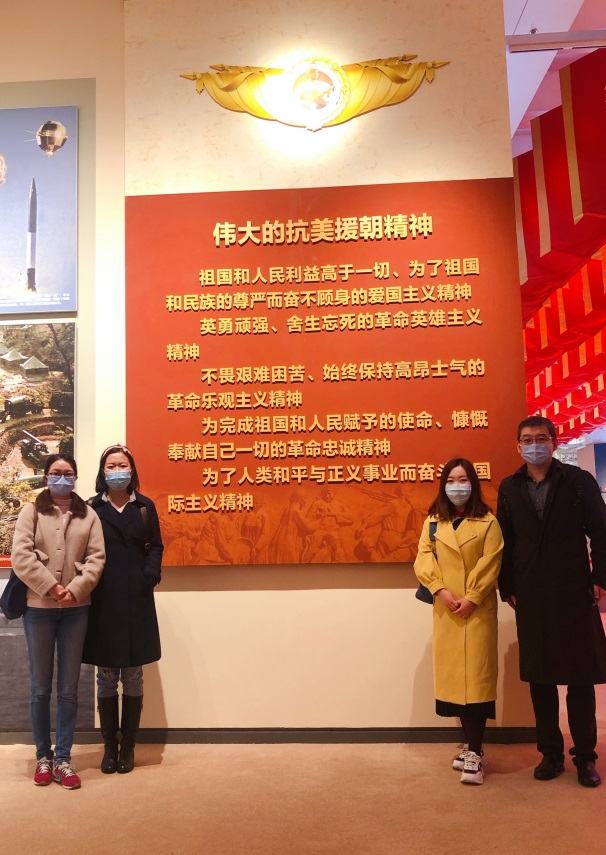 伟大的抗美援朝精神
祖国和人民利益高于一切、为了祖国
和民族的尊严而奋不顾身的爱国主义精神
英勇顽强、舍生忘死的革命英雄主义
精神
不畏艰难困苦、始终保持高昂士气的
革命乐观主义精神
为完成祖国和人民赋予的使命、慷慨
奉献自己一切的革命忠诚精神
为了人类和平与正义事业而奋斗 国
际主义精神